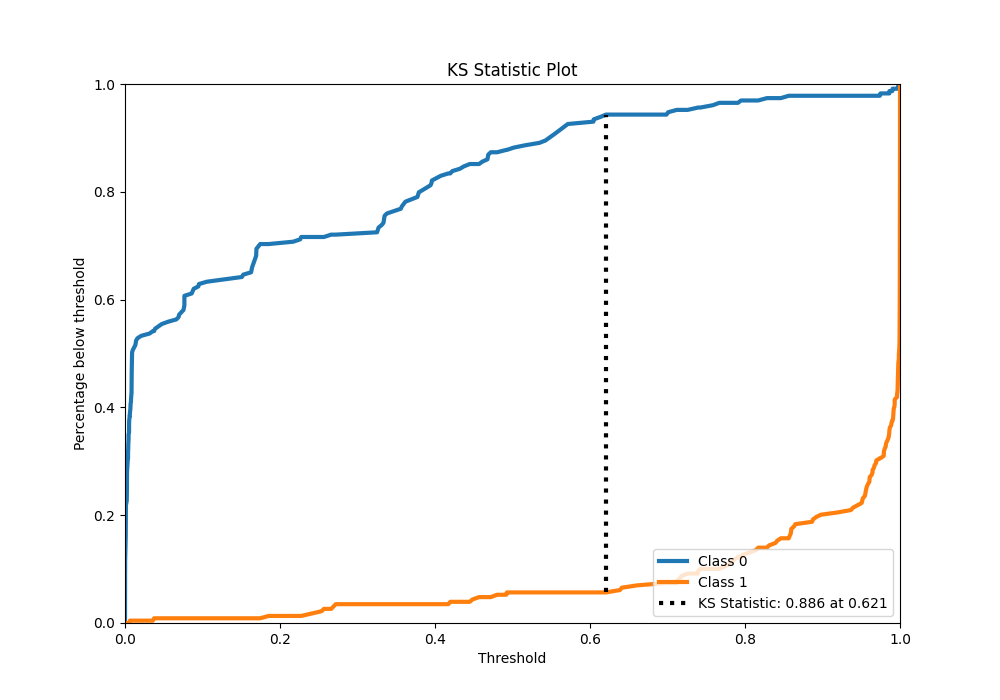 KS Statistic Plot
1.0
0.8
0.6
0.4
0.2
0.0
Percentage below threshold
0.0 0.2 0.4 0.6 0.8 1.0
Threshold
Class 0
Class 1
KS Statistic: 0.886 at 0.621